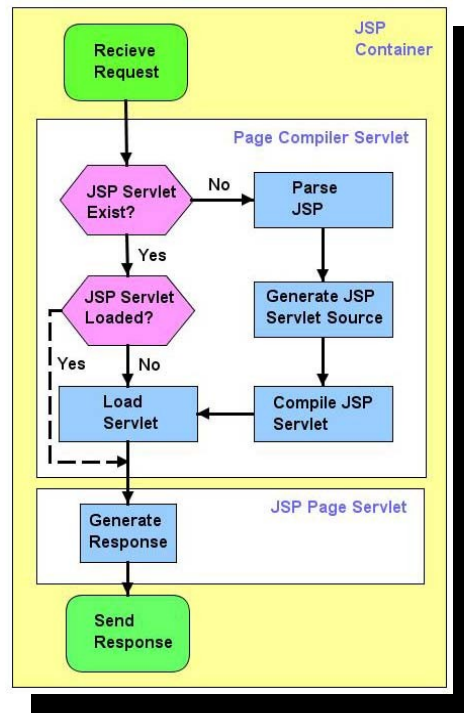 JSP
Container
Recieve
Request
Page Compiler Servlet
JSP Servlet
Exist?
No
Parse
JSP
Yes
JSP Servlet
Loaded?
Generate JSP
Servlet Source
Yes
No
Load
Servlet
Compile JSP
Servlet
JSP Page Servlet
Generate
Response
Send
Response